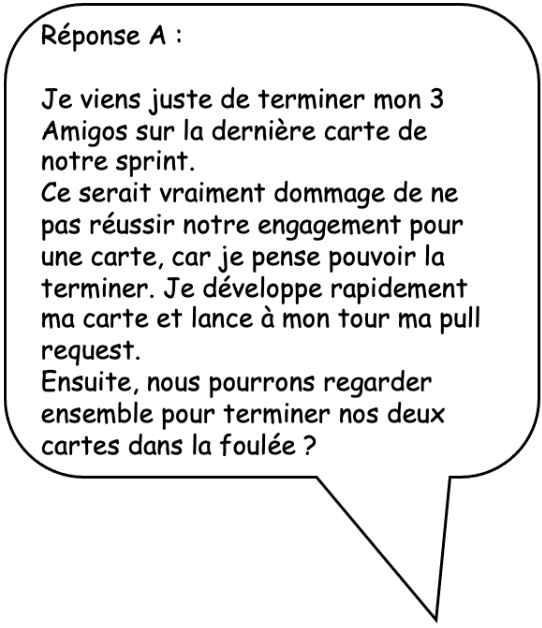 Réponse A :
Je viens juste de terminer mon 3
Amigos sur la dernière carte de
notre sprint.
Ce serait vraiment dommage de ne
pas réussir notre engagement pour
une carte, car je pense pouvoir la
terminer. Je développe rapidement
ma carte et lance à mon tour ma pull
request.
Ensuite, nous pourrons regarder
ensemble pour terminer nos deux
cartes dans la foulée ?